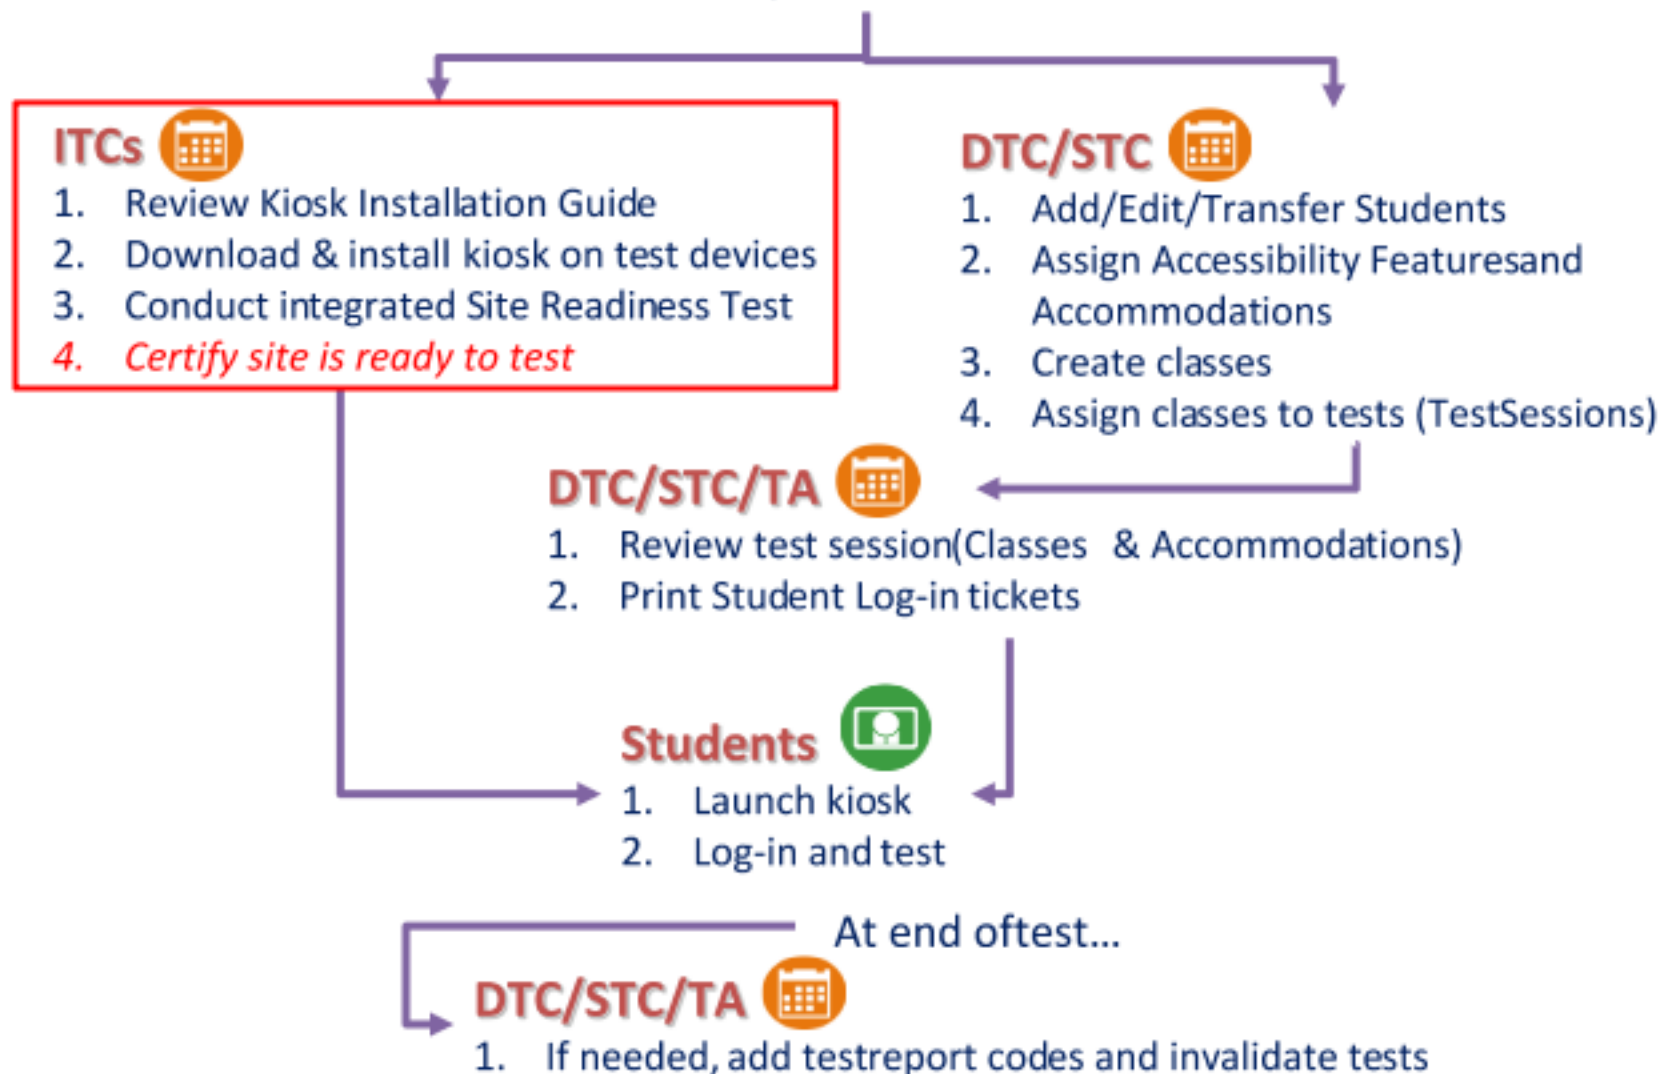 ITCs
1. Review Kiosk Installation Guide
2. Download & install kiosk on test devices
3. Conduct integrated Site Readiness Test
4. Certify site is ready to test
DTC/STC
1. Add/Edit/Transfer Students
2. Assign Accessibility Featuresand
Accommodations
3. Create classes
4. Assign classes to tests (TestSessions)
DTC/STC/TA
1. Review test session(Classes & Accommodations)
2. Print Student Log-in tickets
Students
1. Launch kiosk
2. Log-in and test
At end oftest...
DTC/STC/TA
1. If needed, add testreport codes and invalidate tests